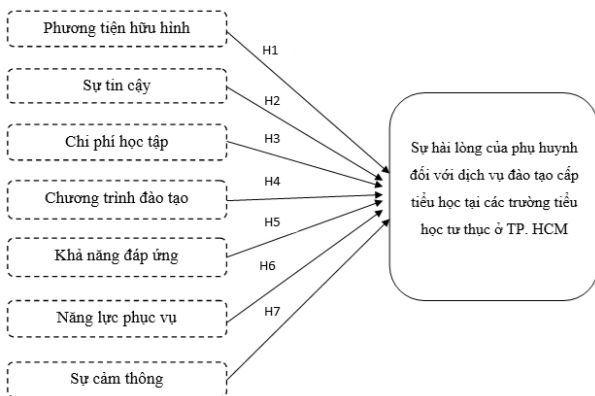 Phương tiện hữu hình
H1
Sự tin cậy
H2
Chi phí học tập
H3
Chương trình đào tạo
H4
Khả năng đáp ứng
H5
Năng lực phục vụ
H6
Sự cảm thông
H7
Sự hài lòng của phụ huynh
đối với dịch vụ đào tạo cấp
tiểu học tại các trường tiểu
học tư thục ở TP. HCM